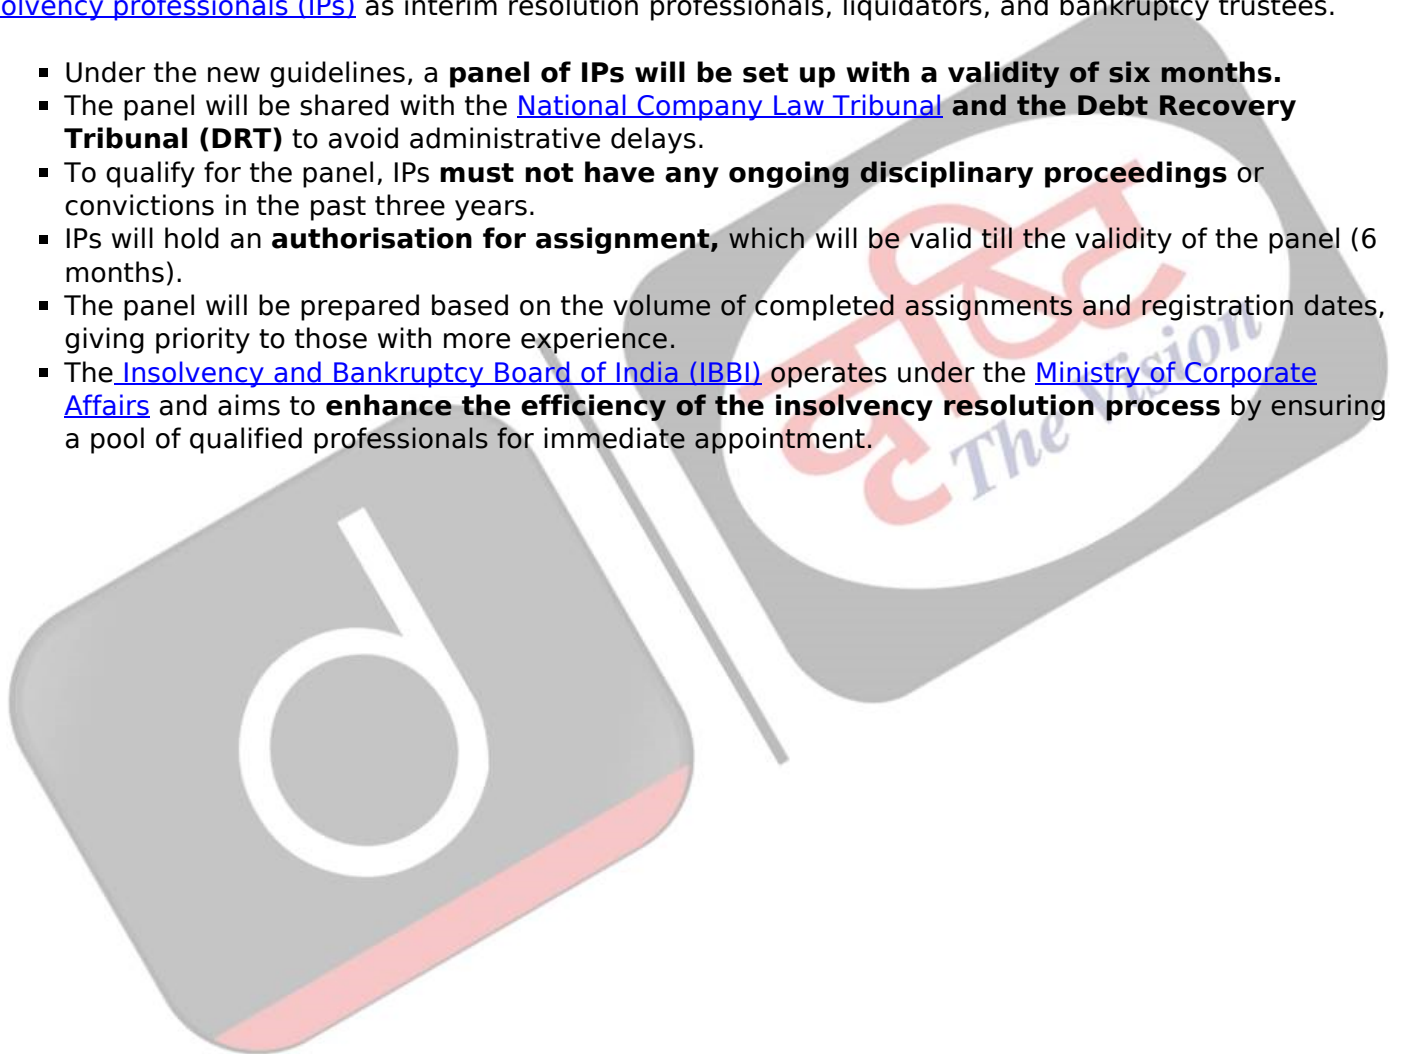 olvency professionals (IPs) as interim resolution professionals, liquidators, and bankruptcy trustees.
▪ Under the new guidelines, a panel of IPs will be set up with a validity of six months.
▪ The panel will be shared with the National Company Law Tribunal and the Debt Recovery
Tribunal (DRT) to avoid administrative delays.
▪ To qualify for the panel, IPs must not have any ongoing disciplinary proceedings or
convictions in the past three years.
▪ IPs will hold an authorisation for assignment, which will be valid till the validity of the panel (6
months).
▪ The panel will be prepared based on the volume of completed assignments and registration dates,
giving priority to those with more experience.
▪ The Insolvency and Bankruptcy Board of India (IBBI) operates under the Ministry of Corporate
Affairs and aims to enhance the efficiency of the insolvency resolution process by ensuring
a pool of qualified professionals for immediate appointment.
दृष्टि
The Vision
d